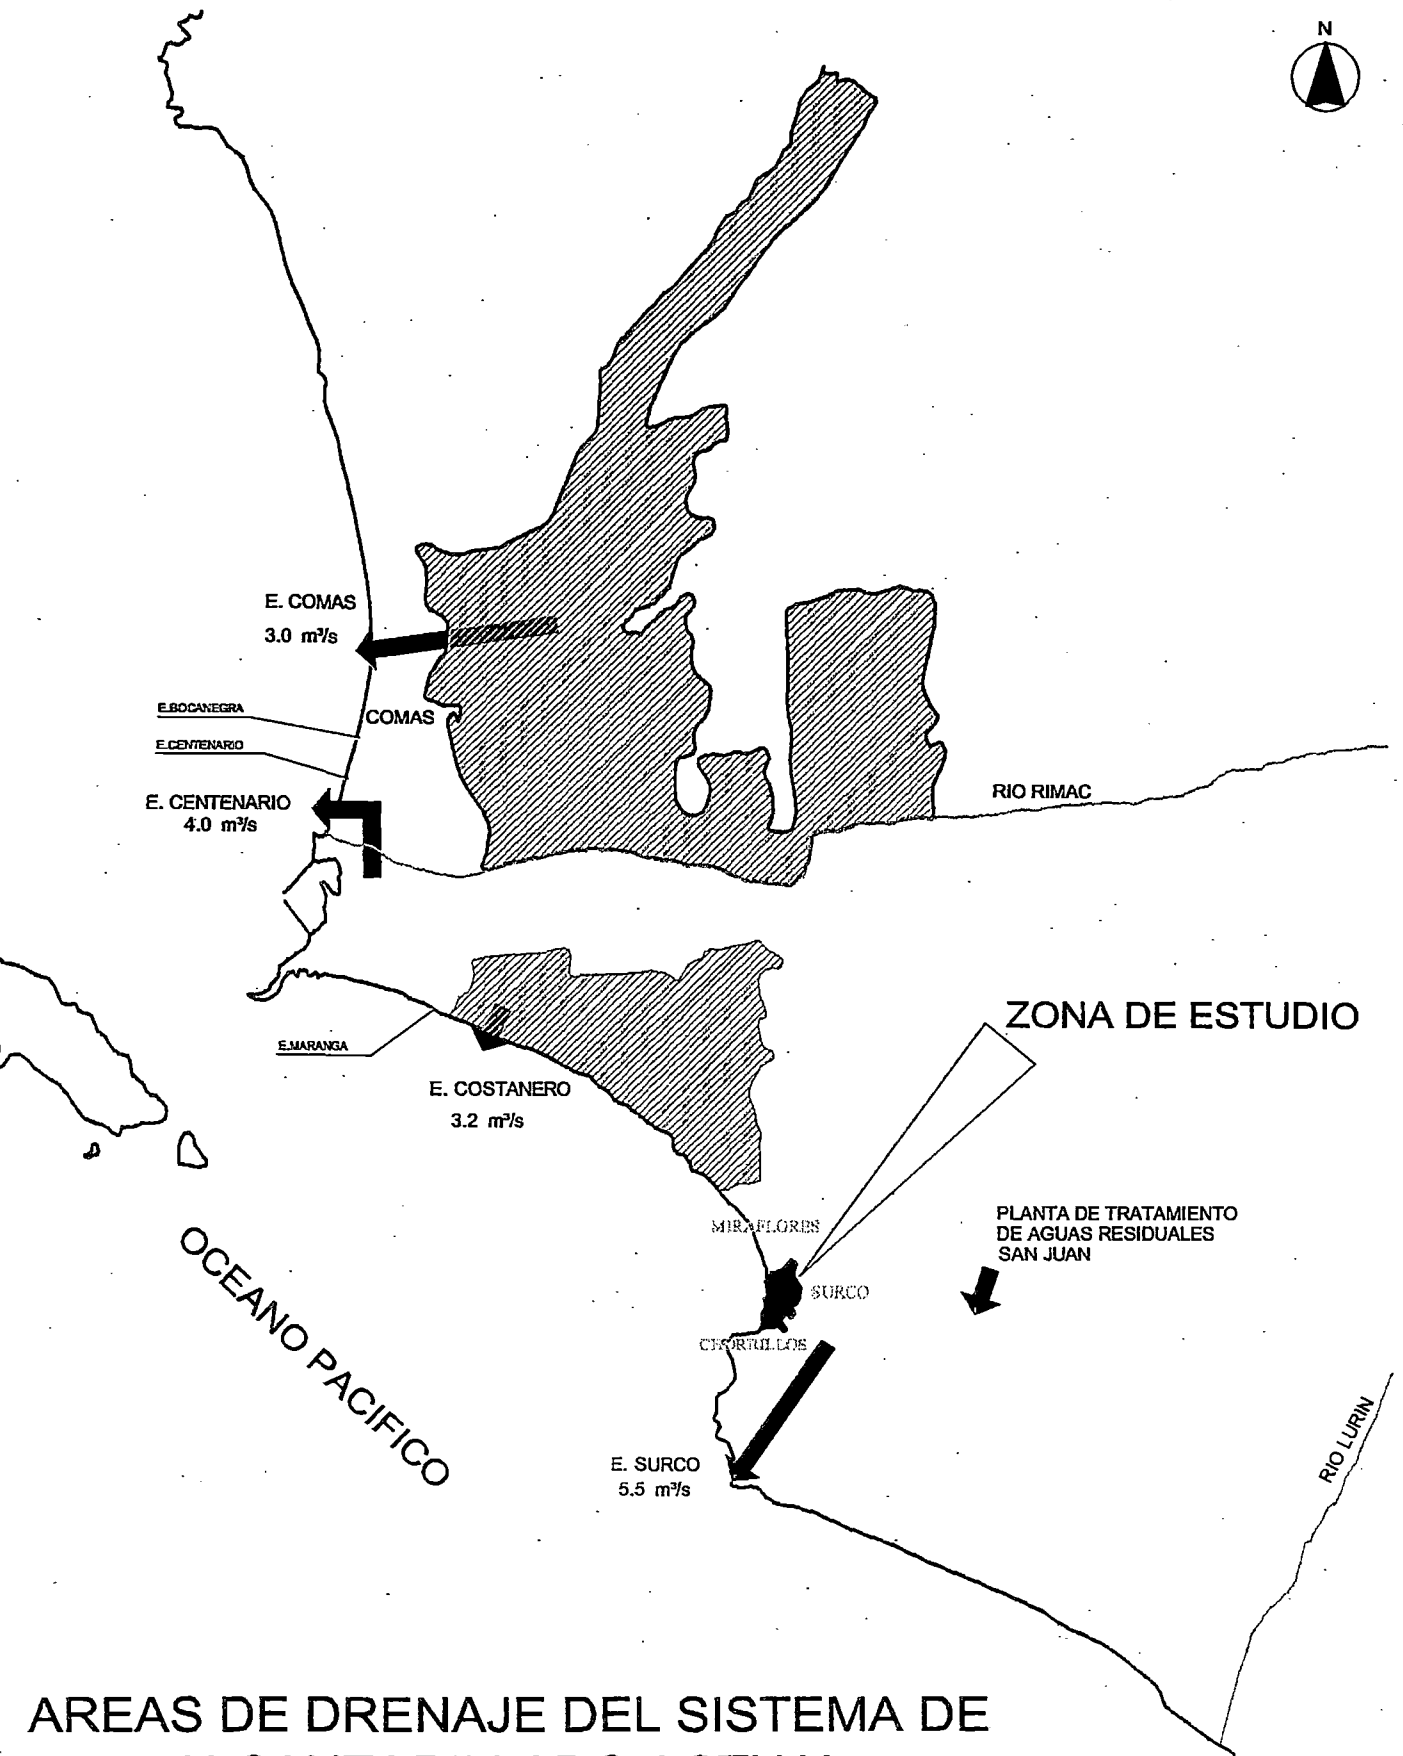 N
E. COMAS
3.0 m³/s
E.BOCANEGRA
COMAS
E.CENTENARIO
E. CENTENARIO
4.0 m³/s
RIO RIMAC
ZONA DE ESTUDIO
E.MARANGA
E. COSTANERO
3.2 m³/s
PLANTA DE TRATAMIENTO
DE AGUAS RESIDUALES
SAN JUAN
MIRAFLORES
SURCO
OCEANO PACIFICO
RIO LURIN
E. SURCO
5.5 m³/s
AREAS DE DRENAJE DEL SISTEMA DE